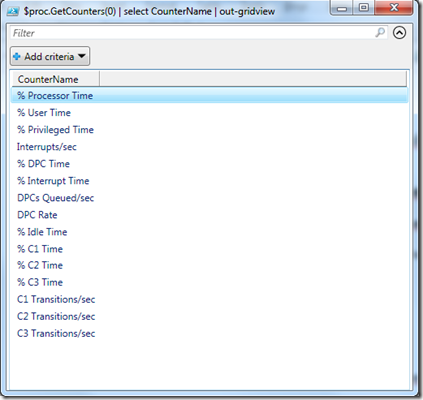 $proc.GetCounters(0) | select CounterName | out-gridview
Filter
Add criteria
CounterName
% Processor Time
% User Time
% Privileged Time
Interrupts/sec
% DPC Time
% Interrupt Time
DPCs Queued/sec
DPC Rate
% Idle Time
% C1 Time
% C2 Time
% C3 Time
C1 Transitions/sec
C2 Transitions/sec
C3 Transitions/sec